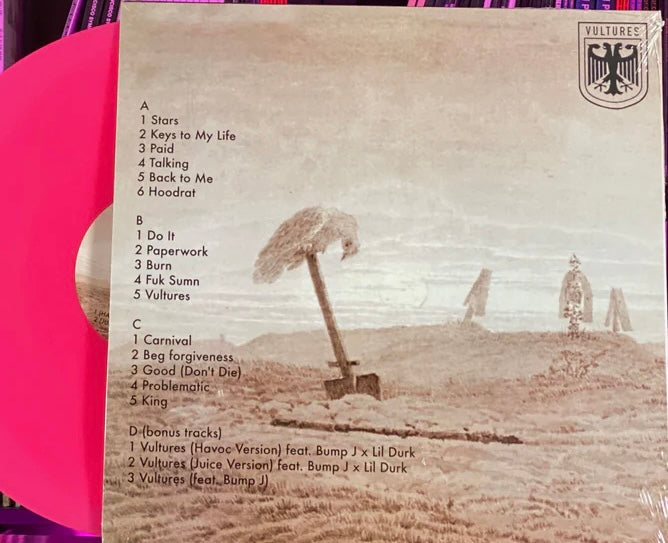 VULTURES
A
1 Stars
2 Keys to My Life
3 Paid
4 Talking
5 Back to Me
6 Hoodrat
B
1 Do It
2 Paperwork
3 Burn
4 Fuk Sumn
5 Vultures
C
1 Carnival
2 Beg forgiveness
3 Good (Don't Die)
4 Problematic
5 King
D (bonus tracks)
1 Vultures (Havoc Version) feat. Bump J x Lil Durk
2 Vultures (Juice Version) feat. Bump J x Lil Durk
3 Vultures (feat. Bump J)